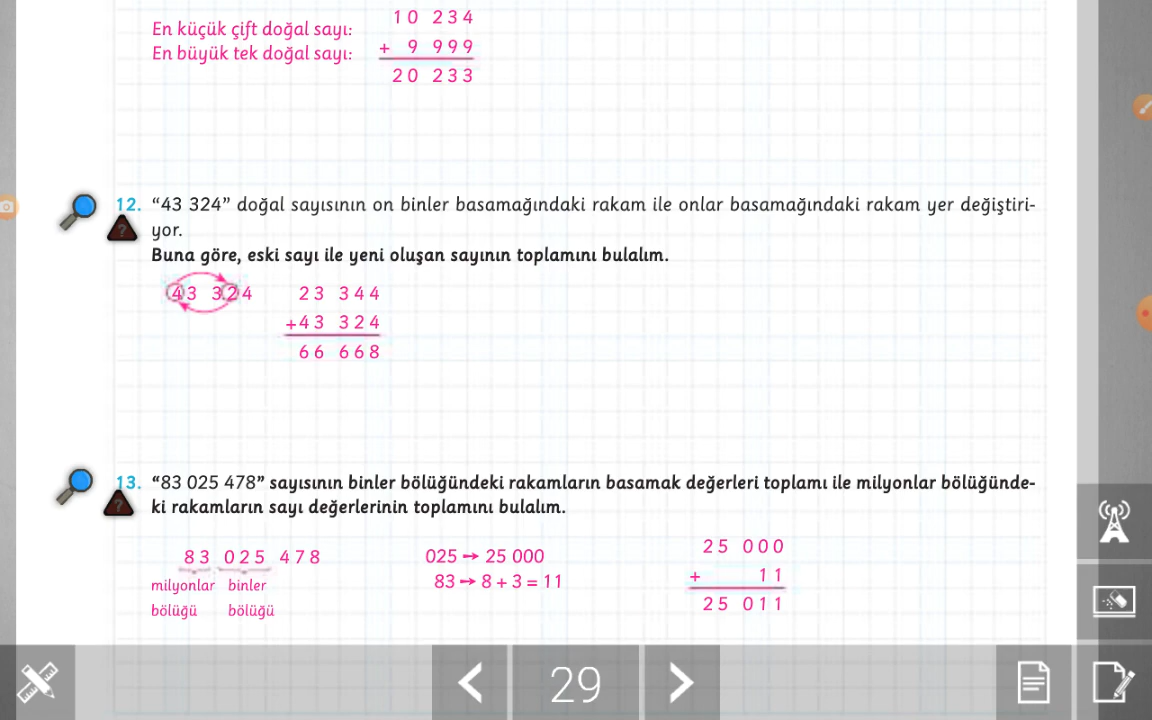 En küçük çift doğal sayı:
En büyük tek doğal sayı:
10 234
+ 9 999
20 233
12. “43 324” doğal sayısının on binler basamağındaki rakam ile onlar basamağındaki rakam yer değiştiri-
yor.
Buna göre, eski sayı ile yeni oluşan sayının toplamını bulalım.
43 324
23 344
+43 324
66 668
13. “83 025 478” sayısının binler bölüğündeki rakamların basamak değerleri toplamı ile milyonlar bölüğünde-
ki rakamların sayı değerlerinin toplamını bulalım.
83 025 478
milyonlar bölüğü
binler bölüğü
025 → 25 000
83 → 8 + 3 = 11
25 000
+ 11
25 011
29